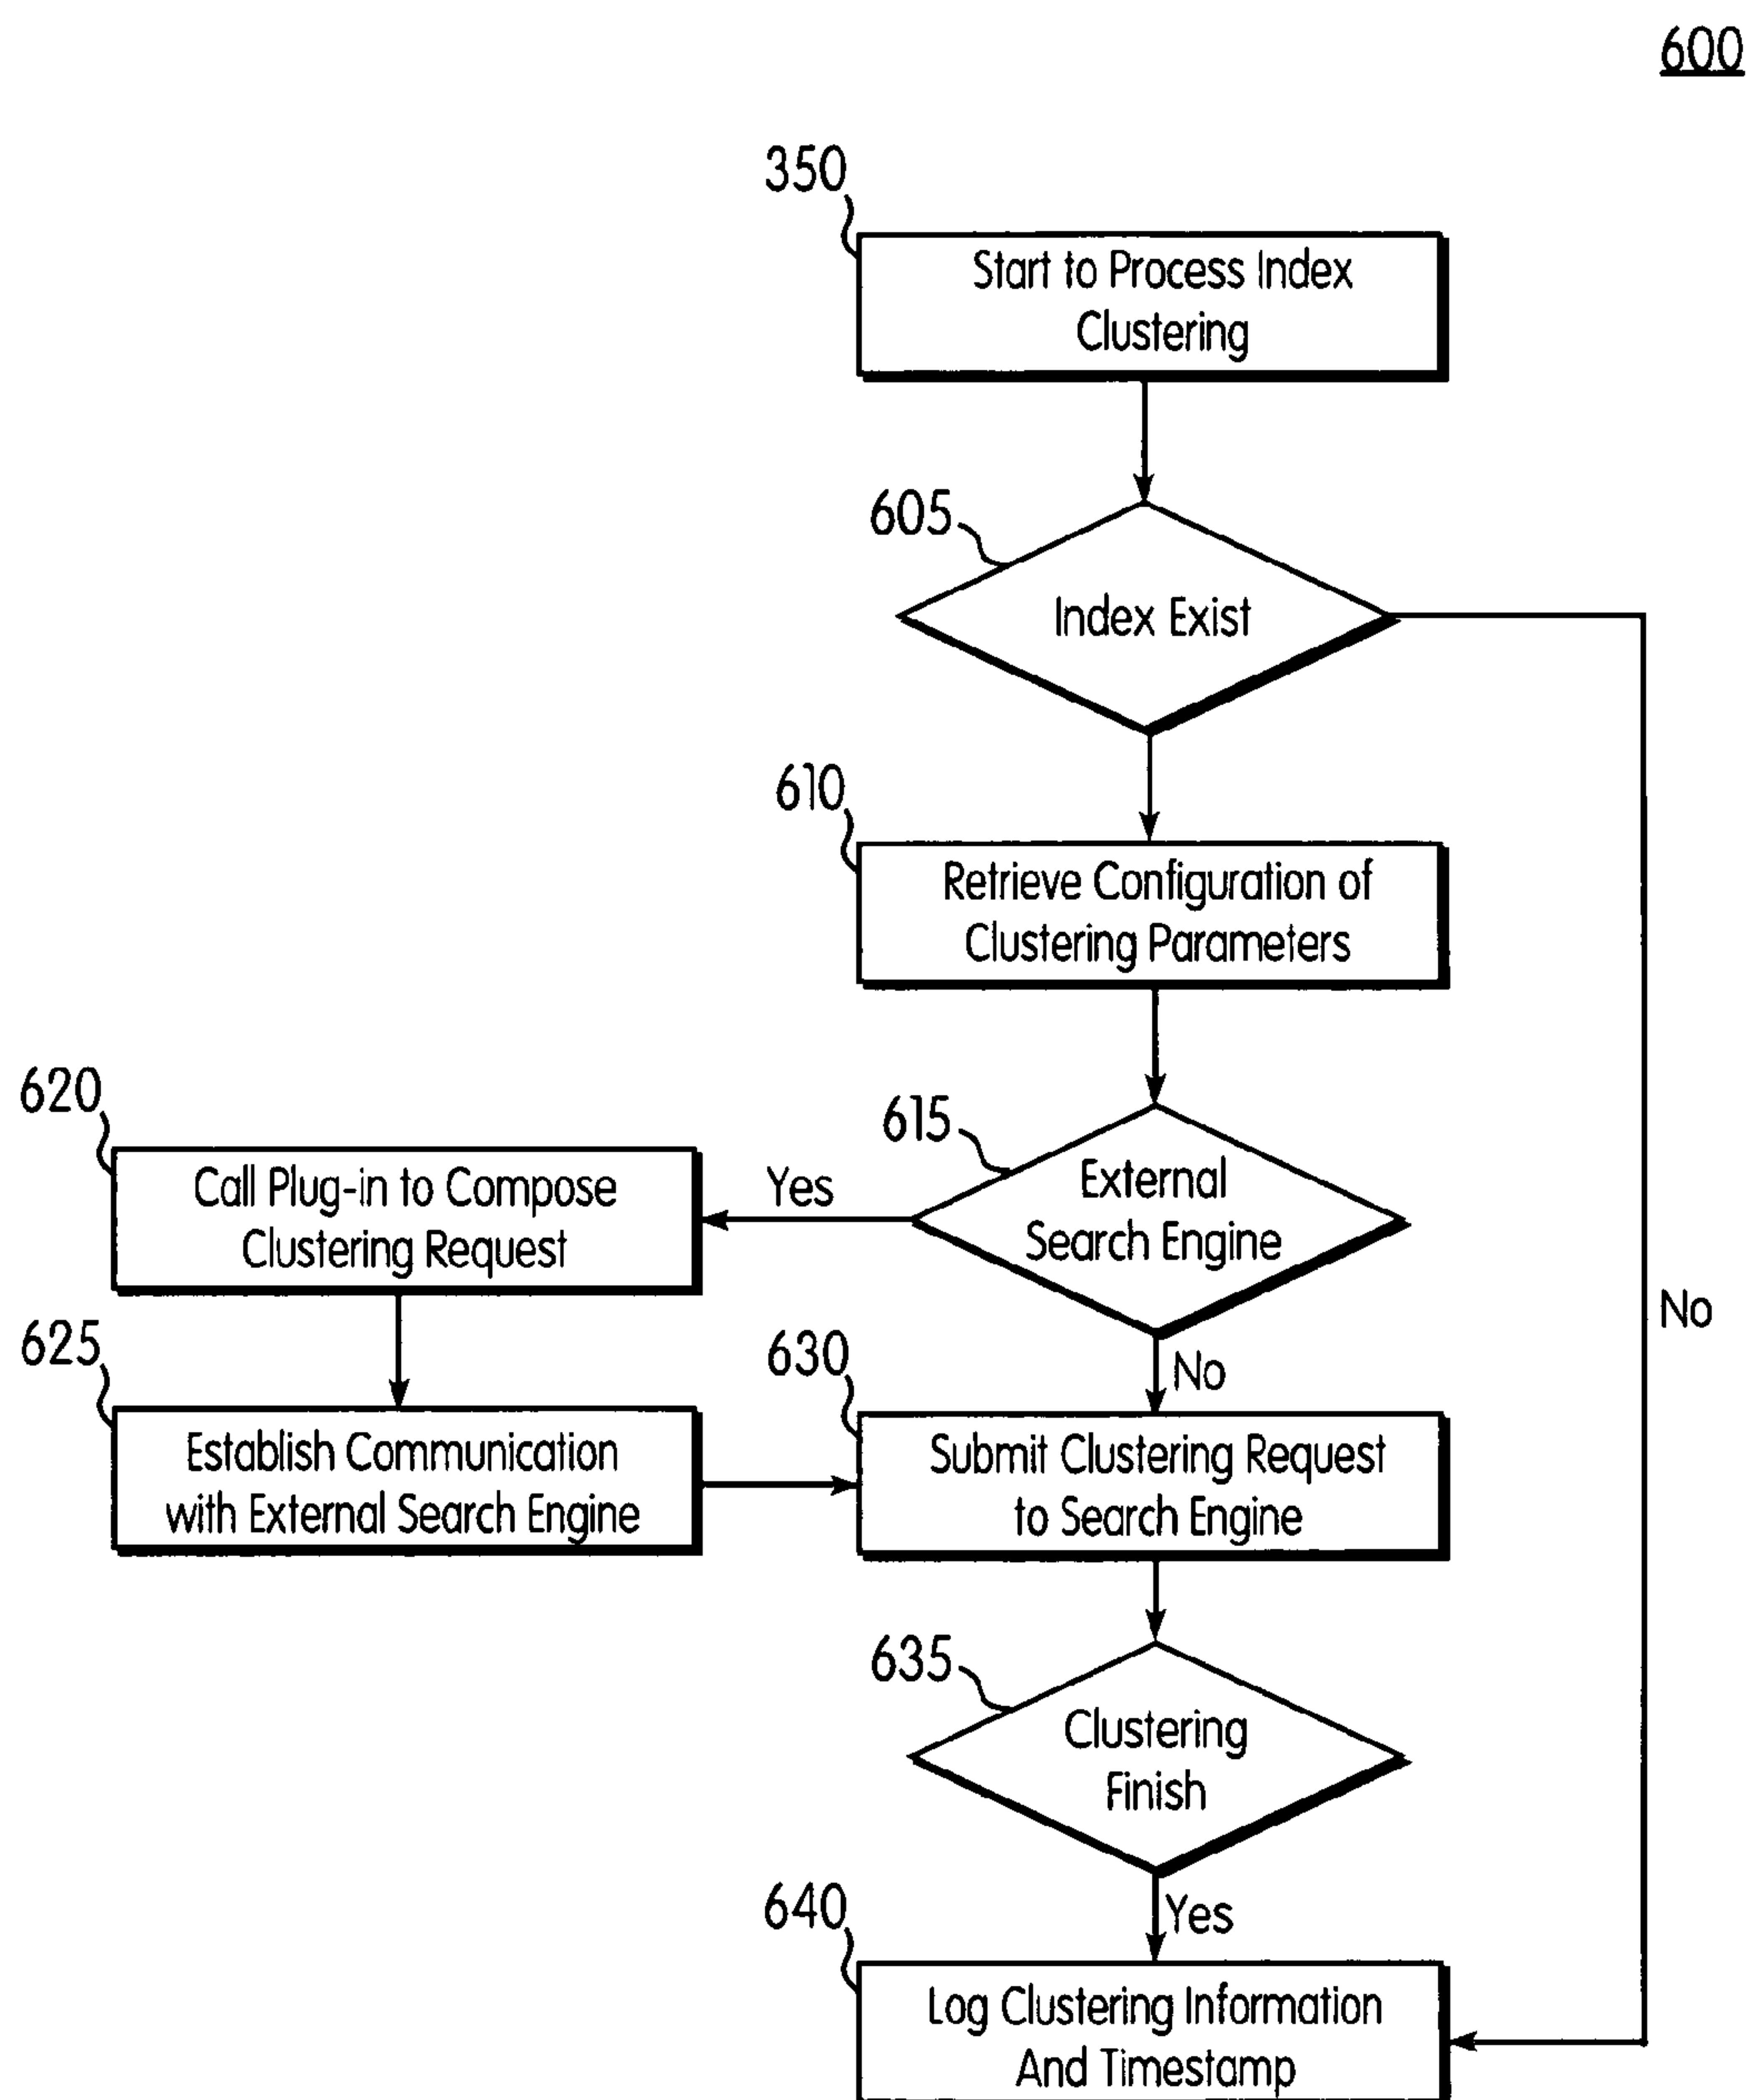 600
350
Start to Process Index
Clustering
605
Index Exist
610
Retrieve Configuration of
Clustering Parameters
620
615
Call Plug-in to Compose
Clustering Request
Yes
External
Search Engine
No
625
630
No
Establish Communication
with External Search Engine
Submit Clustering Request
to Search Engine
635
Clustering
Finish
640
Yes
Log Clustering Information
And Timestamp